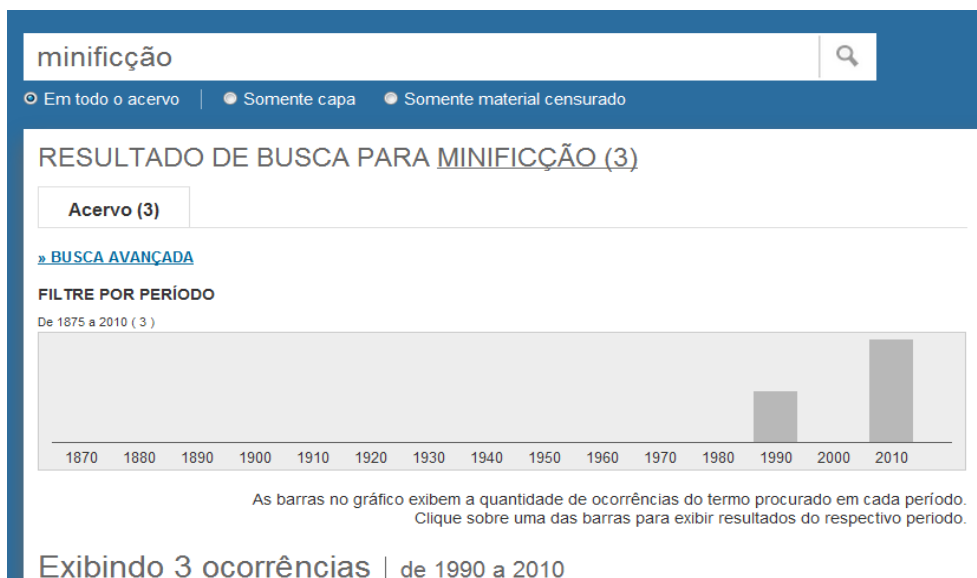 minificção
Em todo o acervo | Somente capa Somente material censurado
RESULTADO DE BUSCA PARA MINIFICÇÃO (3)
Acervo (3)
» BUSCA AVANÇADA
FILTRE POR PERÍODO
De 1875 a 2010 ( 3 )
1870 1880 1890 1900 1910 1920 1930 1940 1950 1960 1970 1980 1990 2000 2010
As barras no gráfico exibem a quantidade de ocorrências do termo procurado em cada período.
Clique sobre uma das barras para exibir resultados do respectivo periodo.
Exibindo 3 ocorrências | de 1990 a 2010